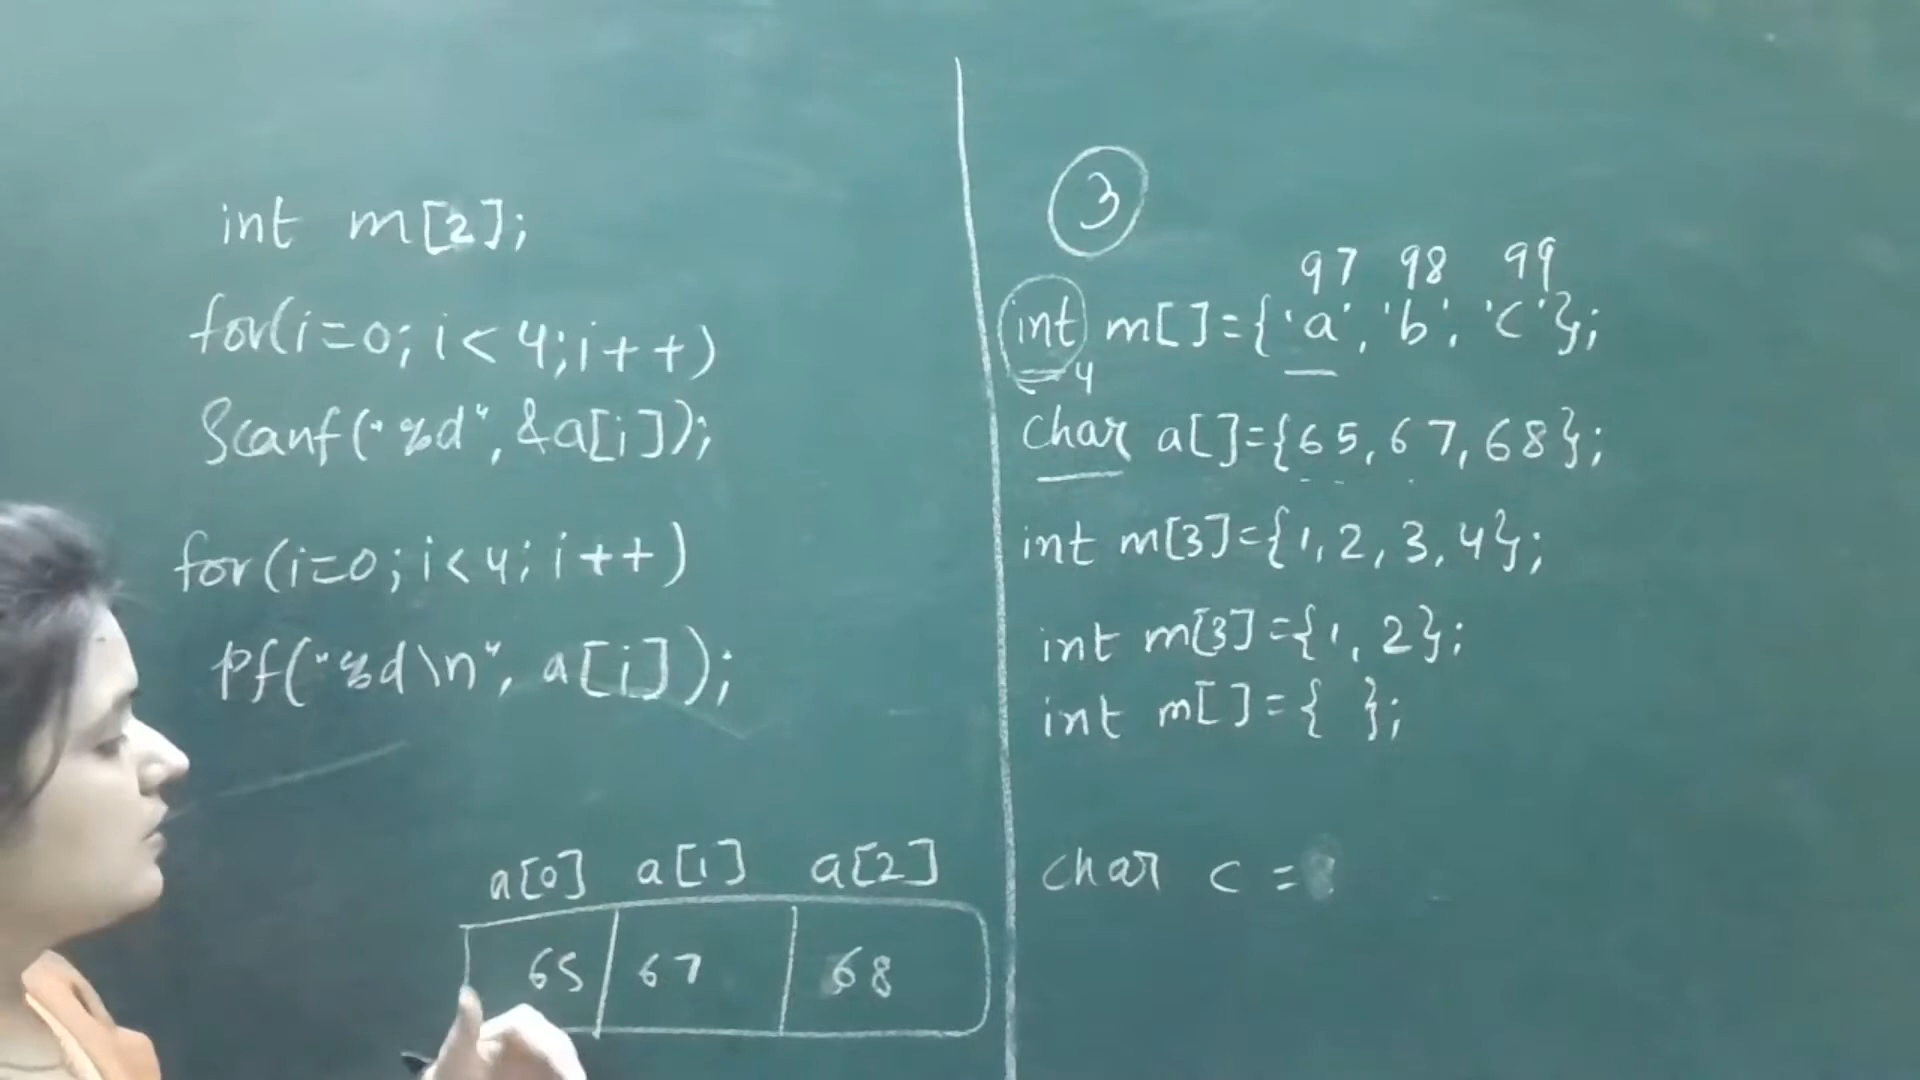 int m[2];
for(i=0; i<4; i++)
Scanf("%d", &a[i]);
for(i=0; i<4; i++)
Pf("%d\n", a[i]);
a[0] a[1] a[2]
65 67 68
3
97 98 99
int m[]={'a', 'b', 'c'};
4
char a[]={65, 67, 68};
int m[3]={1, 2, 3, 4};
int m[3]={1, 2};
int m[]={ };
char c =